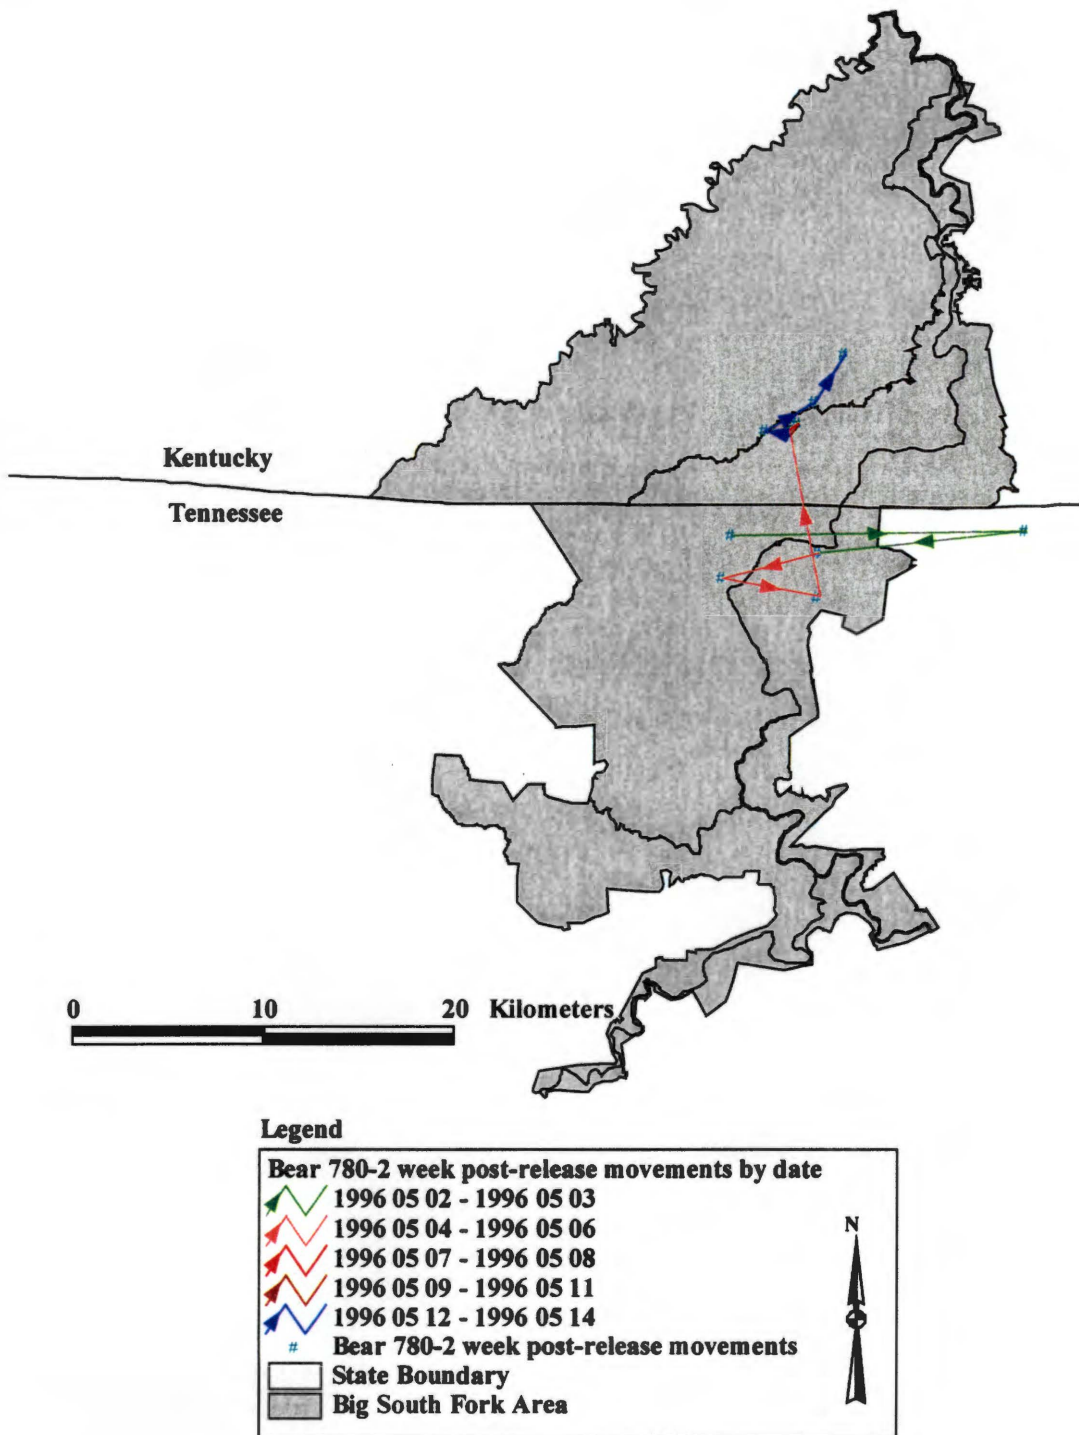 Kentucky
Tennessee
0 10 20 Kilometers
Legend
Bear 780-2 week post-release movements by date
1996 05 02 - 1996 05 03
1996 05 04 - 1996 05 06
1996 05 07 - 1996 05 08
1996 05 09 - 1996 05 11
1996 05 12 - 1996 05 14
# Bear 780-2 week post-release movements
State Boundary
Big South Fork Area
N